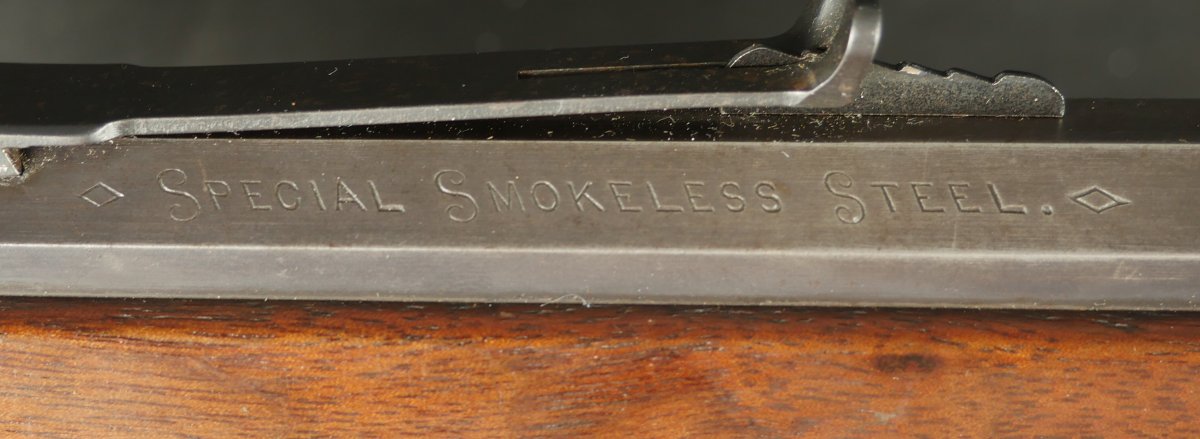 ◇ SPECIAL SMOKELESS STEEL. ◇